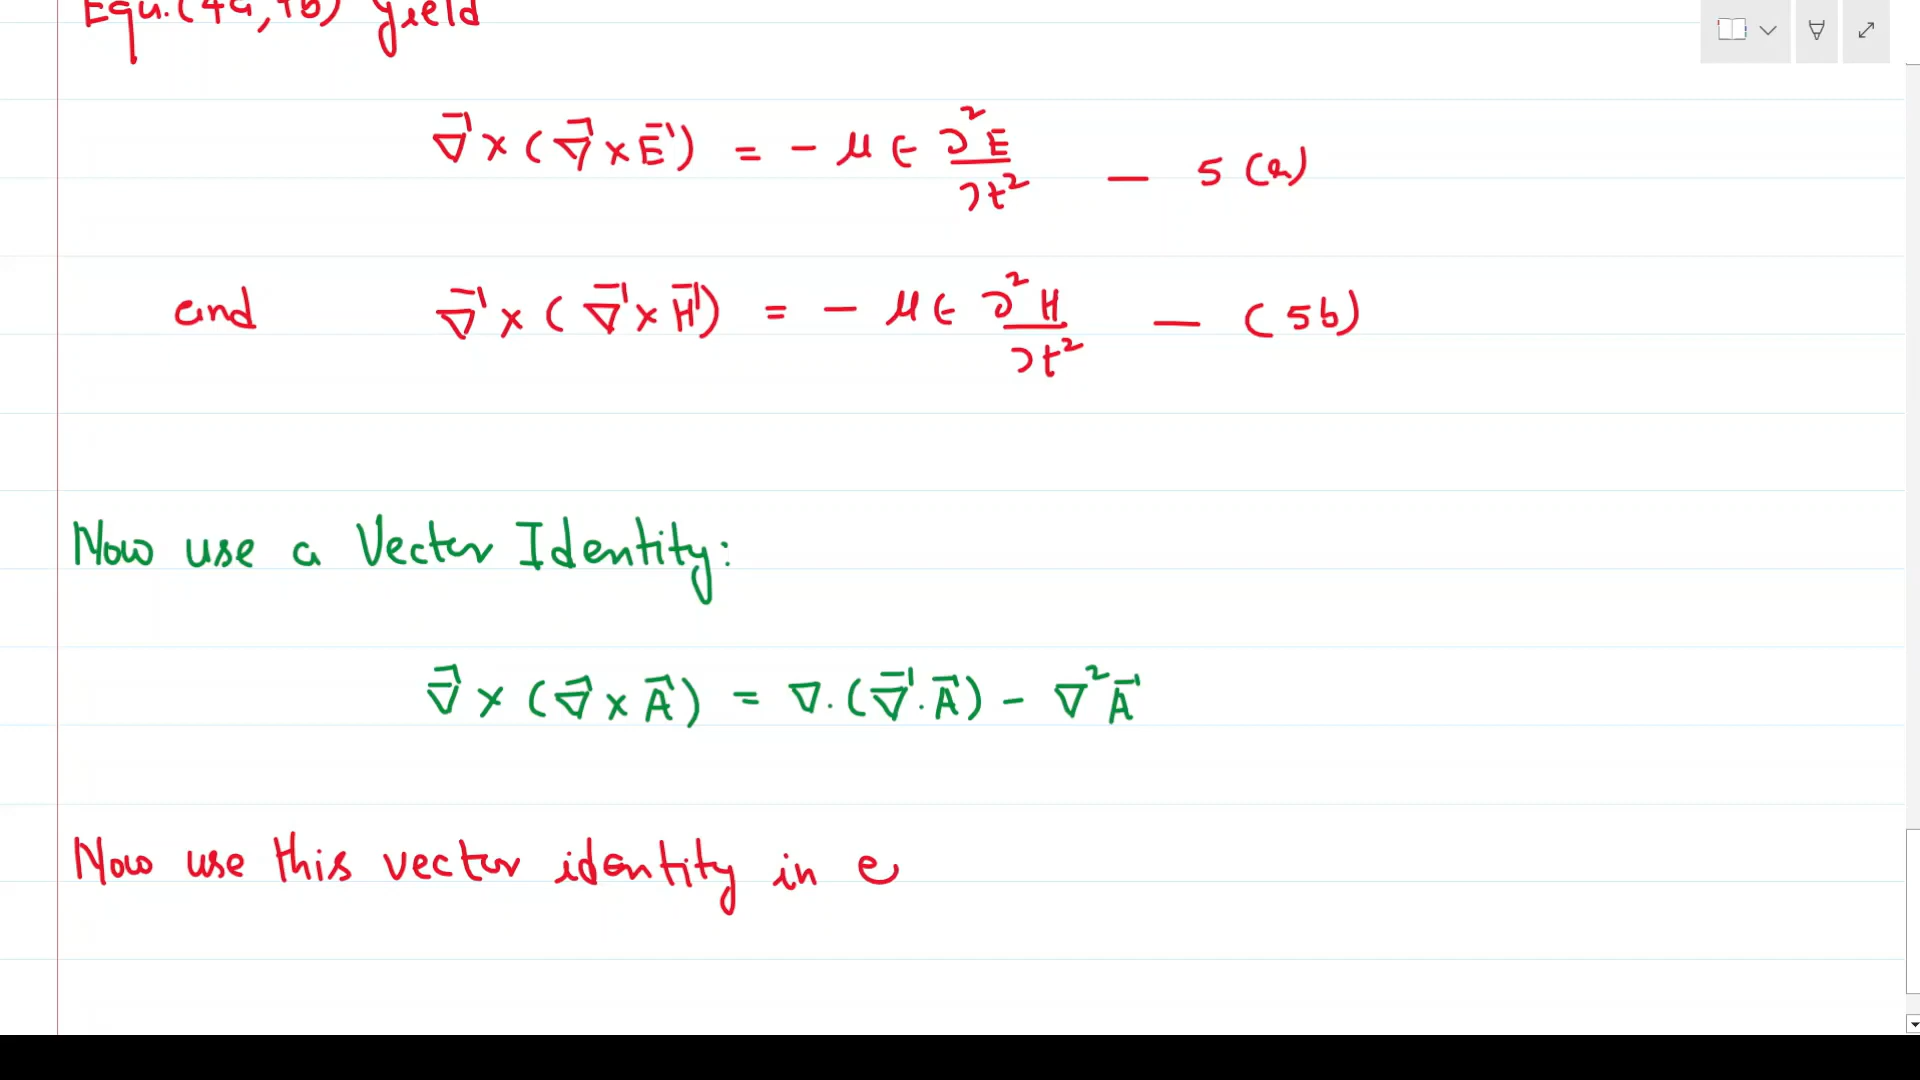 Equ.(4a,4b) yield
∇⃗×(∇⃗×E⃗) = - μ∈ ∂²E/∂t² — 5(a)
and ∇⃗×(∇⃗×H⃗) = - μ∈ ∂²H/∂t² — (5b)
Now use a Vector Identity:
∇⃗×(∇⃗×A⃗) = ∇.(∇⃗.A⃗) - ∇²A⃗
Now use this vector identity in e